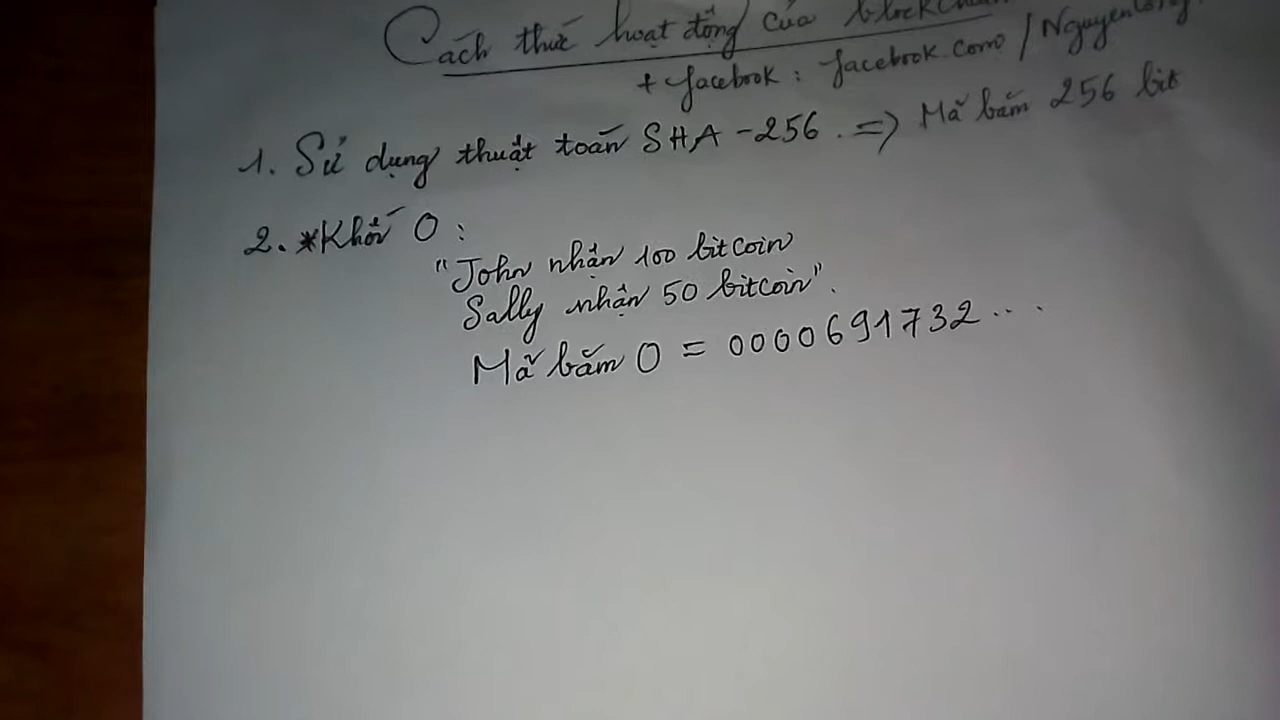 Cách thức hoạt động của blockchain
+ facebook: facebook.com/
1. Sử dụng thuật toán SHA-256. => Mã băm 256 bit
2. *Khối 0:
"John nhận 100 bitcoin
Sally nhận 50 bitcoin".
Mã băm 0 = 0000691732...